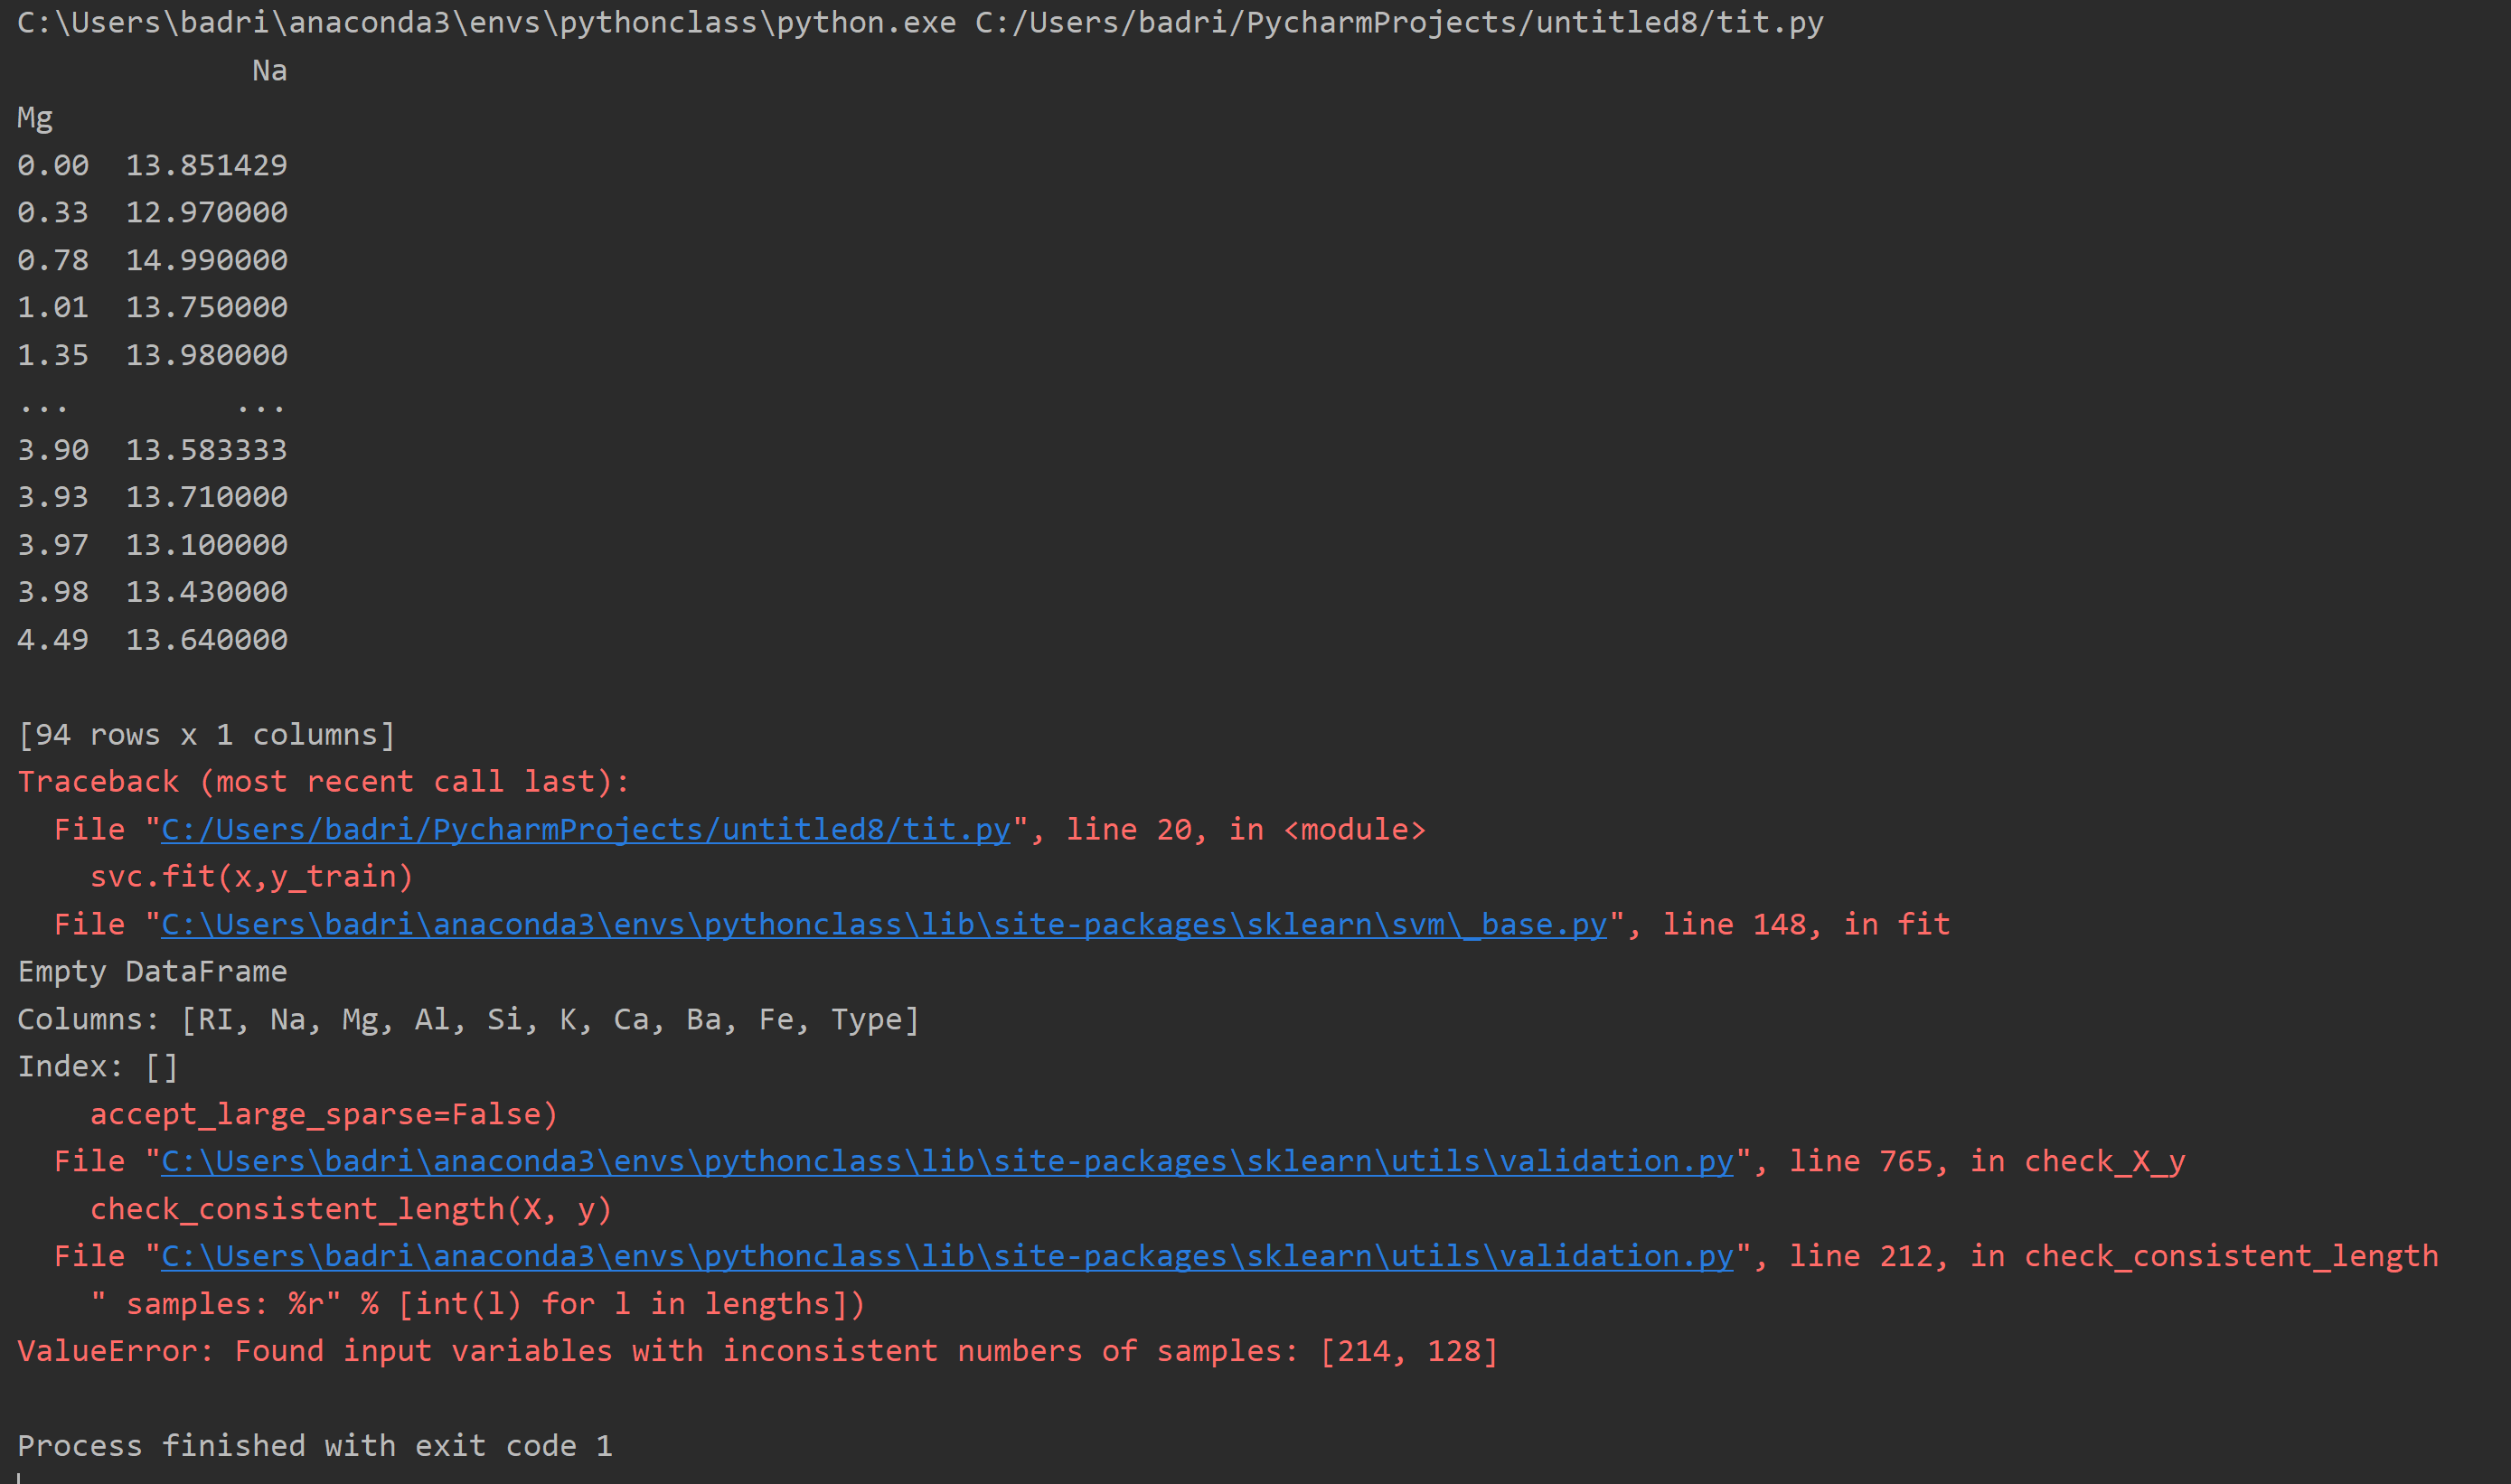 C:\Users\badri\anaconda3\envs\pythonclass\python.exe C:/Users/badri/PycharmProjects/untitled8/tit.py
             Na
Mg
0.00  13.851429
0.33  12.970000
0.78  14.990000
1.01  13.750000
1.35  13.980000
...         ...
3.90  13.583333
3.93  13.710000
3.97  13.100000
3.98  13.430000
4.49  13.640000

[94 rows x 1 columns]
Traceback (most recent call last):
  File "C:/Users/badri/PycharmProjects/untitled8/tit.py", line 20, in <module>
    svc.fit(x,y_train)
  File "C:\Users\badri\anaconda3\envs\pythonclass\lib\site-packages\sklearn\svm\_base.py", line 148, in fit
Empty DataFrame
Columns: [RI, Na, Mg, Al, Si, K, Ca, Ba, Fe, Type]
Index: []
    accept_large_sparse=False)
  File "C:\Users\badri\anaconda3\envs\pythonclass\lib\site-packages\sklearn\utils\validation.py", line 765, in check_X_y
    check_consistent_length(X, y)
  File "C:\Users\badri\anaconda3\envs\pythonclass\lib\site-packages\sklearn\utils\validation.py", line 212, in check_consistent_length
    " samples: %r" % [int(l) for l in lengths])
ValueError: Found input variables with inconsistent numbers of samples: [214, 128]

Process finished with exit code 1